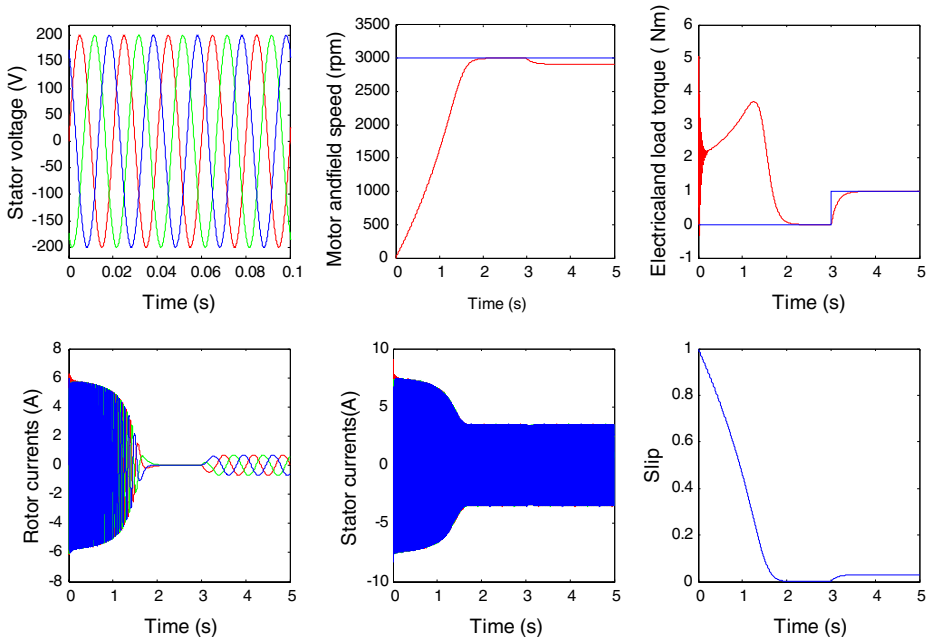 Stator voltage (V)
200
150
100
50
0
-50
-100
-150
-200
0 0.02 0.04 0.06 0.08 0.1
Time (s)
Motor andfield speed (rpm)
3500
3000
2500
2000
1500
1000
500
0
0 1 2 3 4 5
Time (s)
Electricaland load torque ( Nm)
6
5
4
3
2
1
0
-1
0 1 2 3 4 5
Time (s)
Rotor currents (A)
8
6
4
2
0
-2
-4
-6
-8
0 1 2 3 4 5
Time (s)
Stator currents(A)
10
5
0
-5
-10
0 1 2 3 4 5
Time (s)
Slip
1
0.8
0.6
0.4
0.2
0
0 1 2 3 4 5
Time (s)